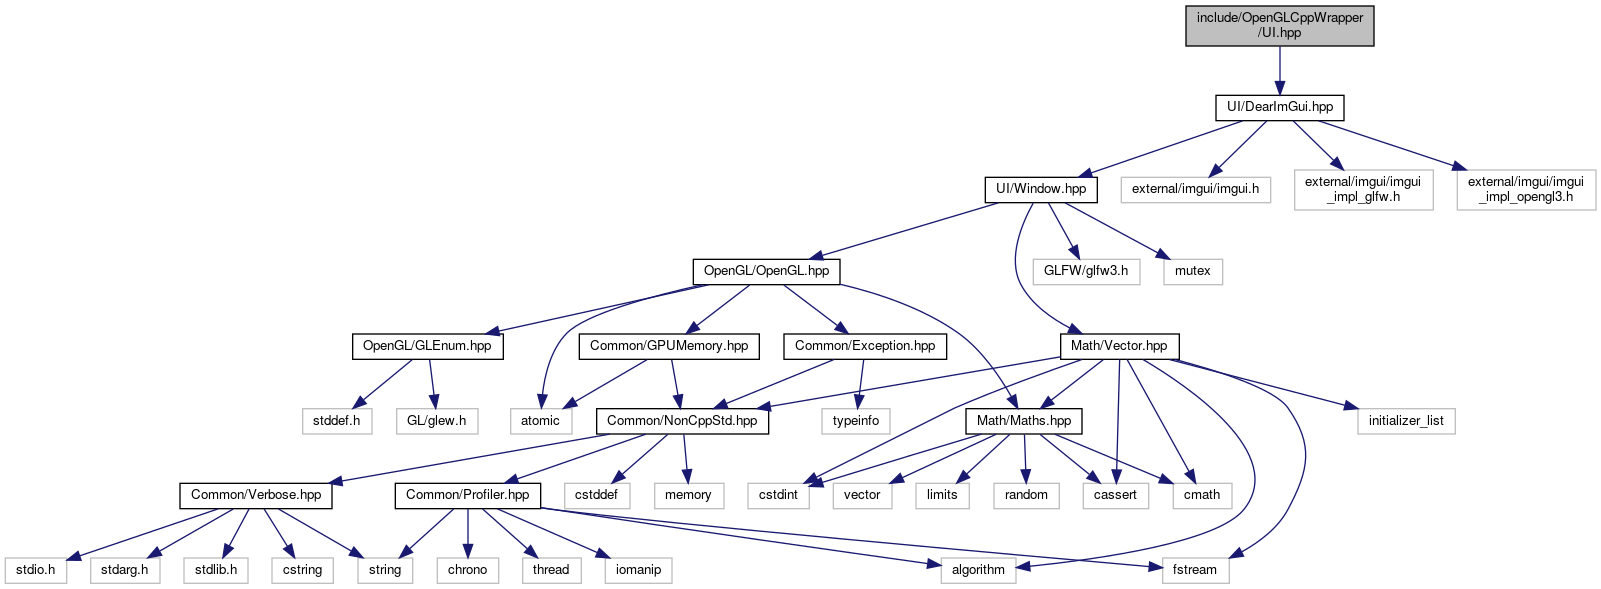 include/OpenGLCppWrapper
/UI.hpp
UI/DearImGui.hpp
UI/Window.hpp
external/imgui/imgui.h
external/imgui/imgui
_impl_glfw.h
external/imgui/imgui
_impl_opengl3.h
OpenGL/OpenGL.hpp
GLFW/glfw3.h
mutex
OpenGL/GLEnum.hpp
Common/GPUMemory.hpp
Common/Exception.hpp
Math/Vector.hpp
stddef.h
GL/glew.h
atomic
Common/NonCppStd.hpp
typeinfo
Math/Maths.hpp
initializer_list
Common/Verbose.hpp
Common/Profiler.hpp
cstddef
memory
cstdint
vector
limits
random
cassert
cmath
stdio.h
stdarg.h
stdlib.h
cstring
string
chrono
thread
iomanip
algorithm
fstream